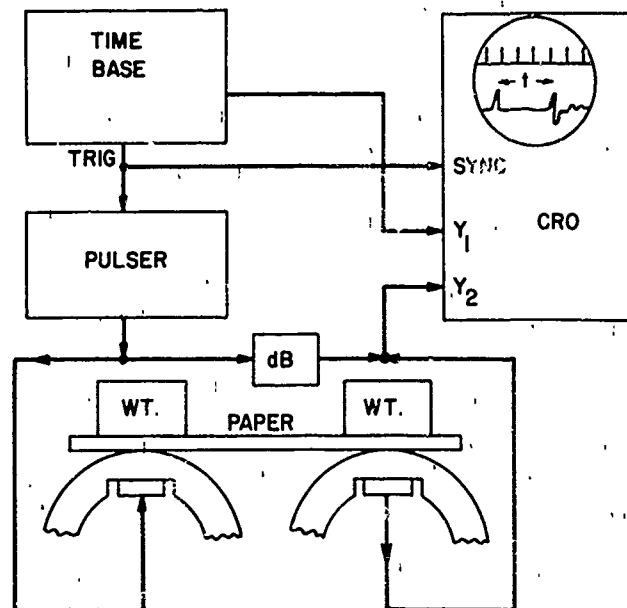 TIME
BASE
t
TRIG
SYNC
Y1
CRO
Y2
PULSER
dB
WT.
PAPER
WT.